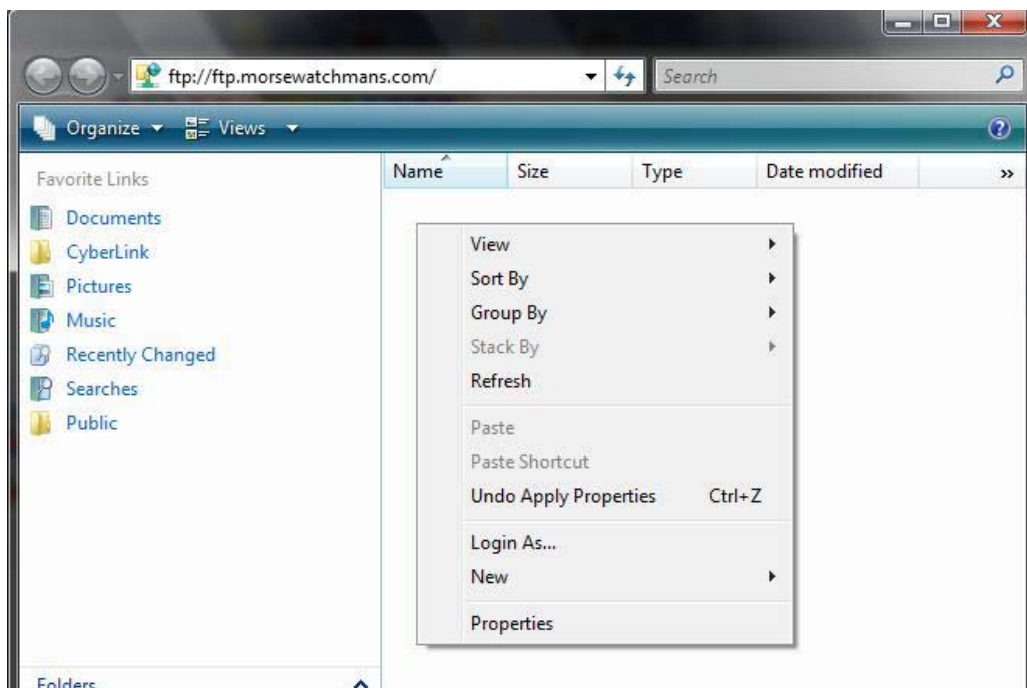 ftp://ftp.morsewatchmans.com/
Search
Organize
Views
Favorite Links
Documents
CyberLink
Pictures
Music
Recently Changed
Searches
Public
Folders
Name Size Type Date modified »
View
Sort By
Group By
Stack By
Refresh
Paste
Paste Shortcut
Undo Apply Properties Ctrl+Z
Login As...
New
Properties